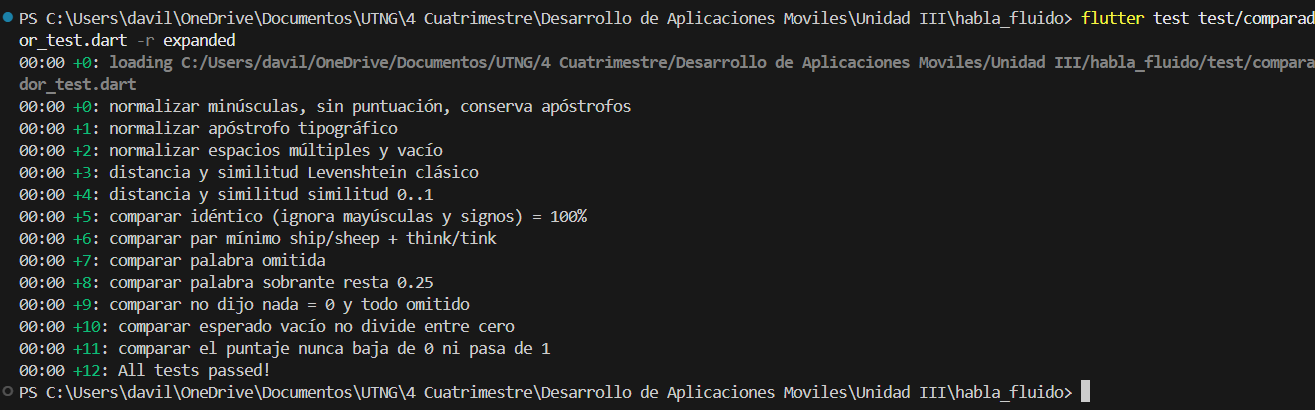 PS C:\Users\davil\OneDrive\Documentos\UTNG\4 Cuatrimestre\Desarrollo de Aplicaciones Moviles\Unidad III\habla_fluido> flutter test test/comparad
or_test.dart -r expanded
00:00 +0: loading C:/Users/davil/OneDrive/Documentos/UTNG/4 Cuatrimestre/Desarrollo de Aplicaciones Moviles/Unidad III/habla_fluido/test/compara
dor_test.dart
00:00 +0: normalizar minúsculas, sin puntuación, conserva apóstrofos
00:00 +1: normalizar apóstrofo tipográfico
00:00 +2: normalizar espacios múltiples y vacío
00:00 +3: distancia y similitud Levenshtein clásico
00:00 +4: distancia y similitud similitud 0..1
00:00 +5: comparar idéntico (ignora mayúsculas y signos) = 100%
00:00 +6: comparar par mínimo ship/sheep + think/tink
00:00 +7: comparar palabra omitida
00:00 +8: comparar palabra sobrante resta 0.25
00:00 +9: comparar no dijo nada = 0 y todo omitido
00:00 +10: comparar esperado vacío no divide entre cero
00:00 +11: comparar el puntaje nunca baja de 0 ni pasa de 1
00:00 +12: All tests passed!
PS C:\Users\davil\OneDrive\Documentos\UTNG\4 Cuatrimestre\Desarrollo de Aplicaciones Moviles\Unidad III\habla_fluido>